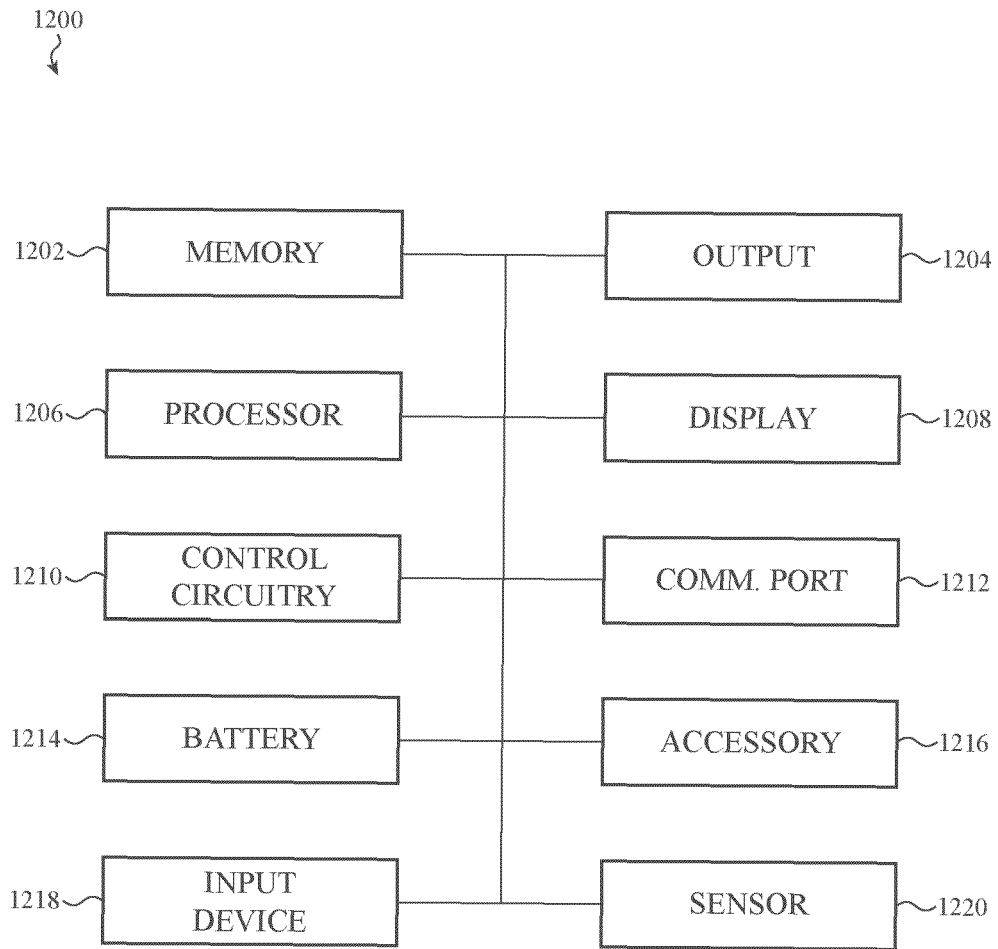 1200
1202 MEMORY
OUTPUT 1204
1206 PROCESSOR
DISPLAY 1208
1210 CONTROL
CIRCUITRY
COMM. PORT 1212
1214 BATTERY
ACCESSORY 1216
1218 INPUT
DEVICE
SENSOR 1220